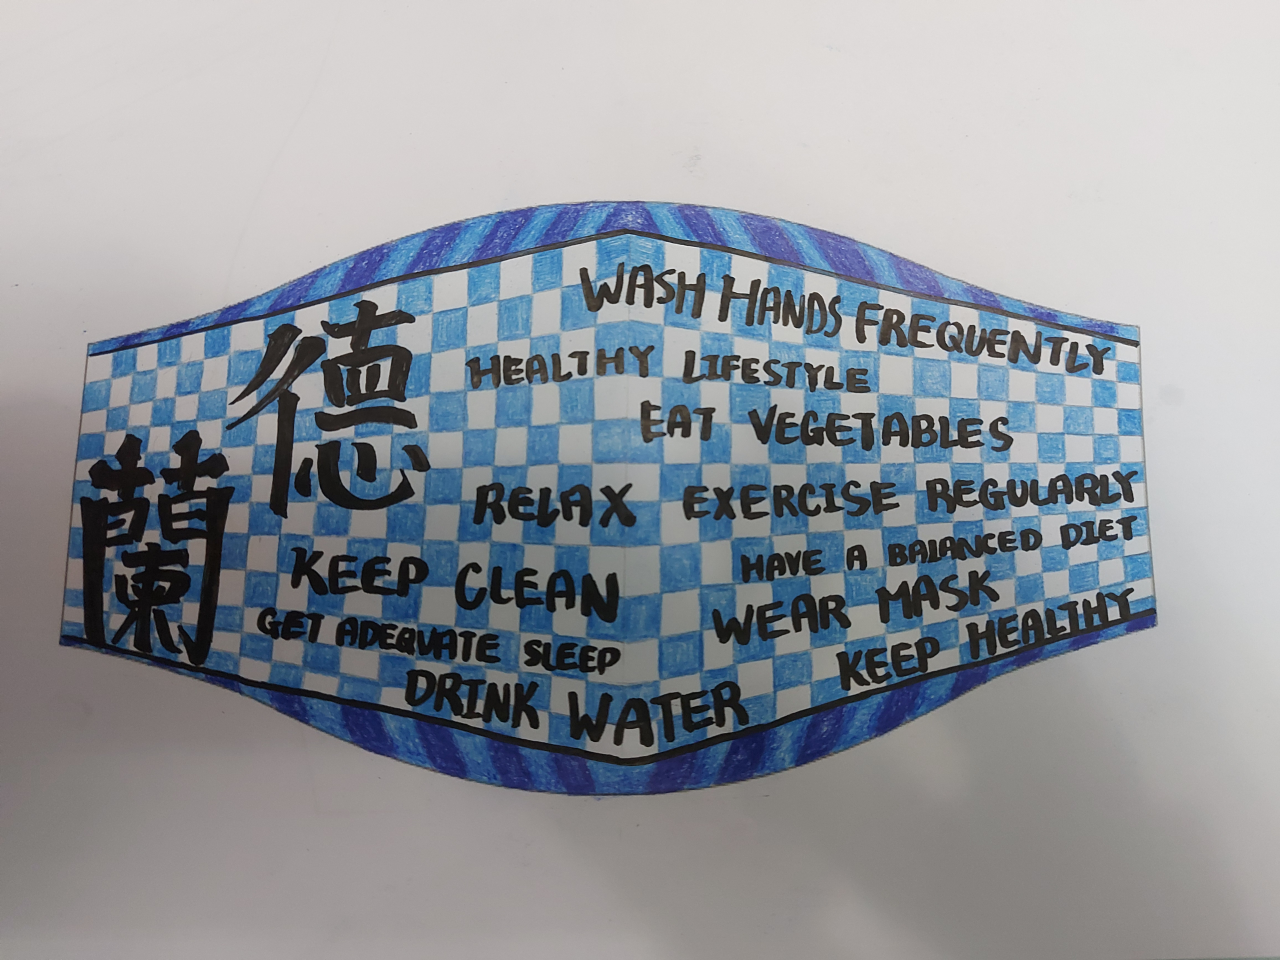 德蘭
WASH HANDS FREQUENTLY
HEALTHY LIFESTYLE
EAT VEGETABLES
RELAX
EXERCISE REGULARLY
KEEP CLEAN
HAVE A BALANCED DIET
WEAR MASK
GET ADEQUATE SLEEP
KEEP HEALTHY
DRINK WATER